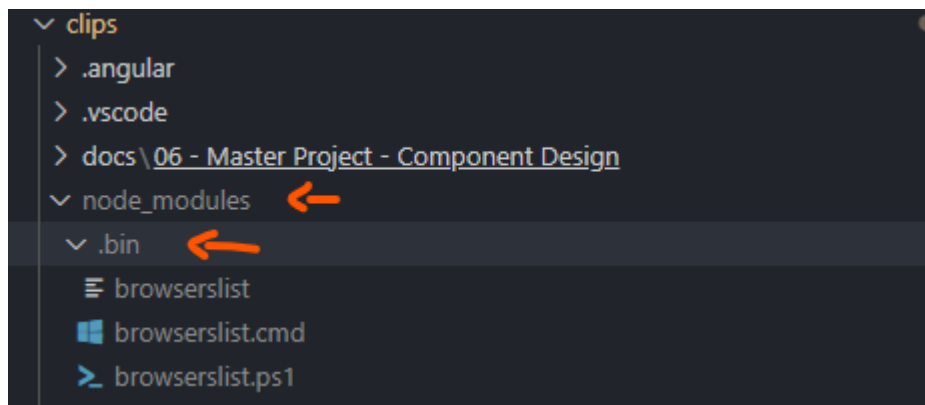 clips
.angular
.vscode
docs\06 - Master Project - Component Design
node_modules
.bin
browserslist
browserslist.cmd
browserslist.ps1